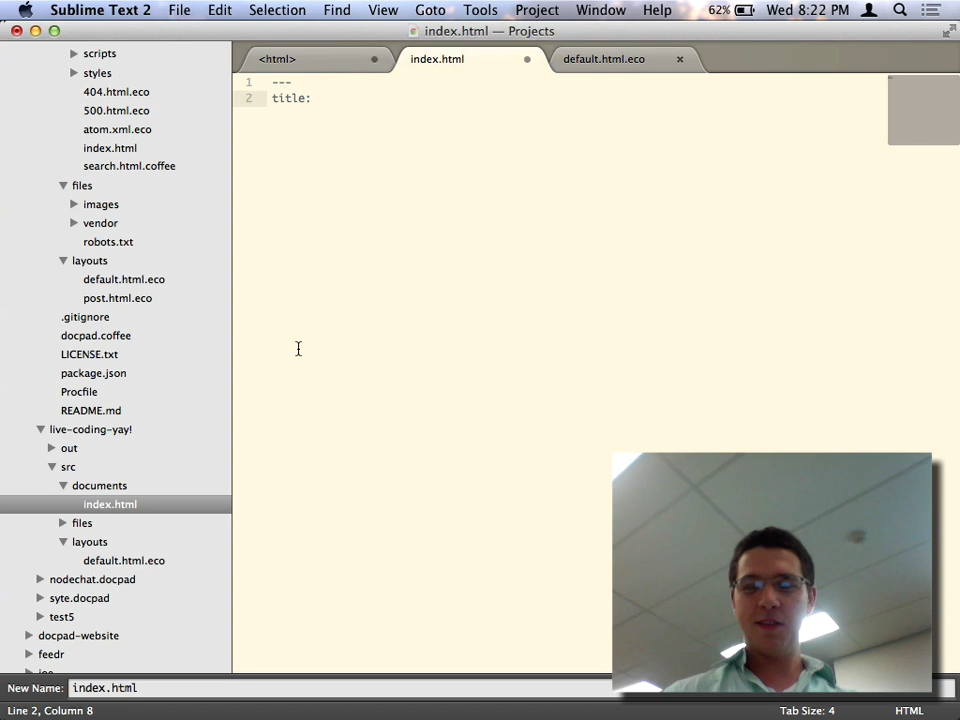 Sublime Text 2 File Edit Selection Find View Goto Tools Project Window Help 62% Wed 8:22 PM
index.html — Projects
<html> index.html default.html.eco
1 ---
2 title:
scripts
styles
404.html.eco
500.html.eco
atom.xml.eco
index.html
search.html.coffee
files
images
vendor
robots.txt
layouts
default.html.eco
post.html.eco
.gitignore
docpad.coffee
LICENSE.txt
package.json
Procfile
README.md
live-coding-yay!
out
src
documents
index.html
files
layouts
default.html.eco
nodechat.docpad
syte.docpad
test5
docpad-website
feedr
New Name: index.html
Line 2, Column 8 Tab Size: 4 HTML